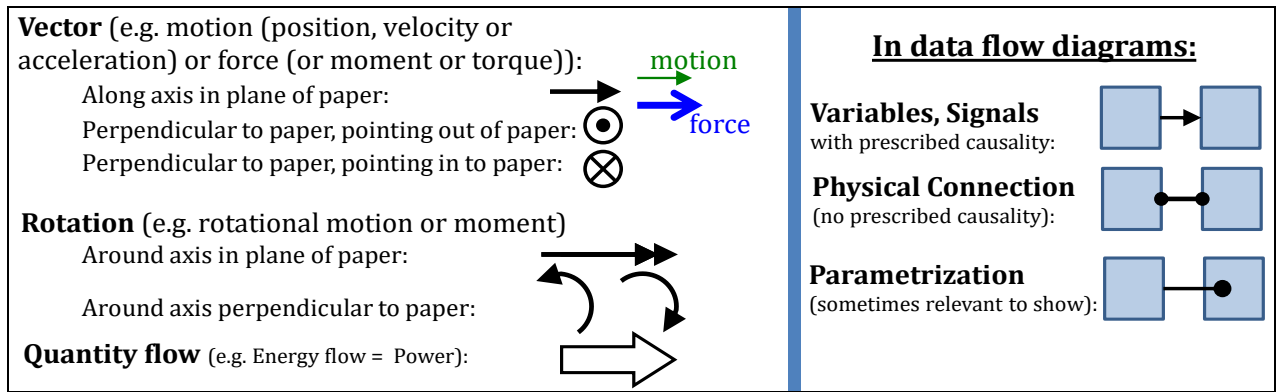 Vector (e.g. motion (position, velocity or
acceleration) or force (or moment or torque)):
motion
Along axis in plane of paper:
force
Perpendicular to paper, pointing out of paper:
Perpendicular to paper, pointing in to paper:
Rotation (e.g. rotational motion or moment)
Around axis in plane of paper:
Around axis perpendicular to paper:
Quantity flow (e.g. Energy flow = Power):
In data flow diagrams:
Variables, Signals
with prescribed causality:
Physical Connection
(no prescribed causality):
Parametrization
(sometimes relevant to show):